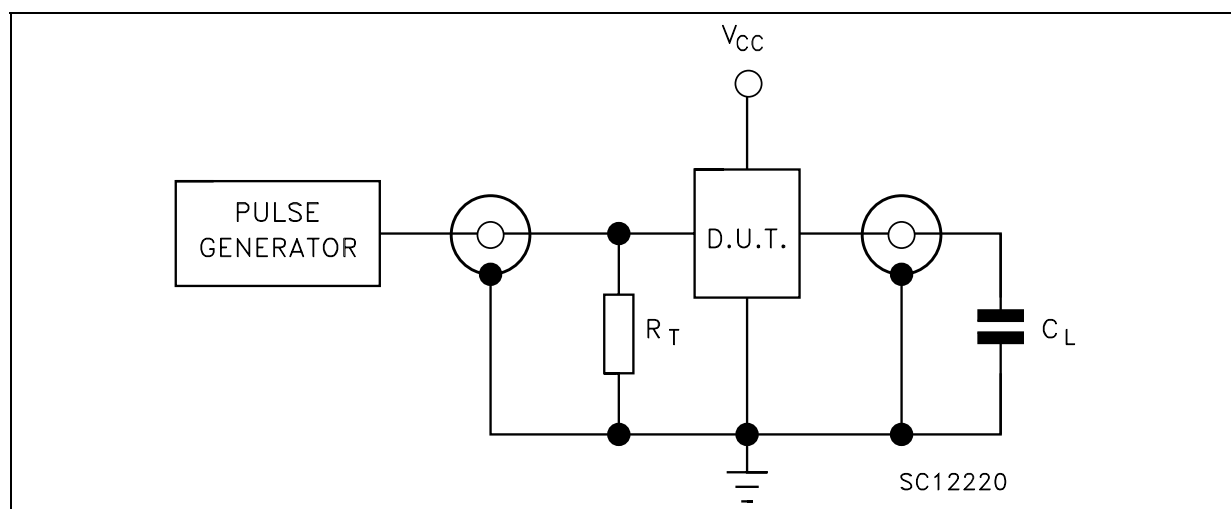 VCC
PULSE
GENERATOR
D.U.T.
RT
CL
SC12220